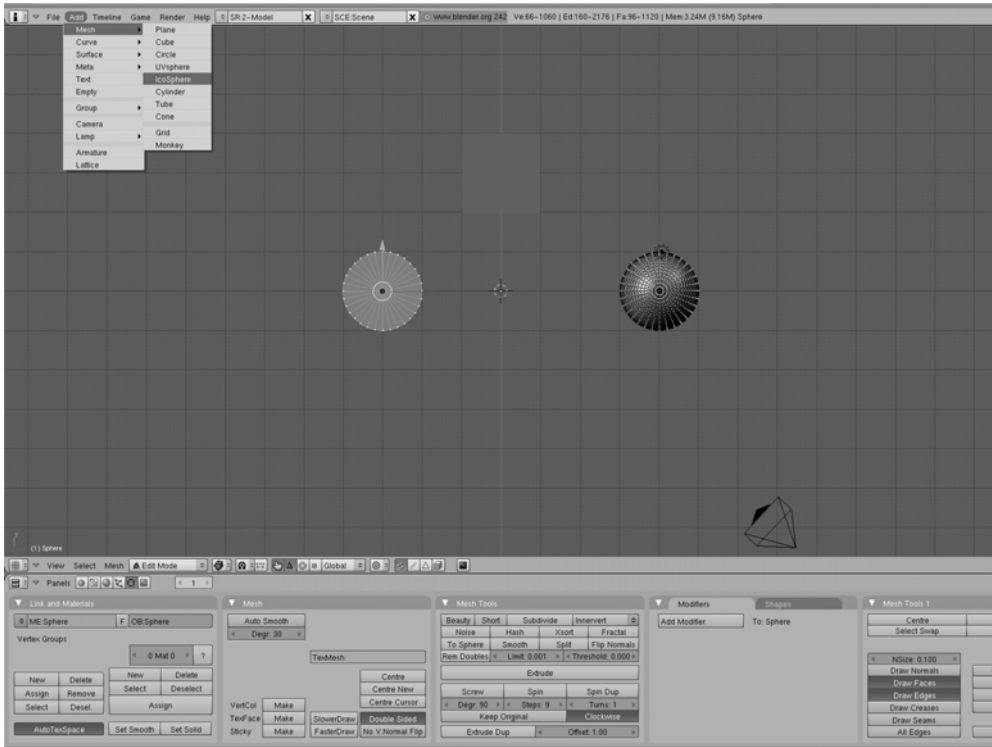 File Add Timeline Game Render Help SR:2-Model X SCE:Scene X www.blender.org 242 Ve:66-1060 | Ed:160-2176 | Fa:96-1120 | Mem:3.24M (9.16M) Sphere
Mesh
Curve
Surface
Meta
Text
Empty
Group
Camera
Lamp
Armature
Lattice
Plane
Cube
Circle
UVsphere
IcoSphere
Cylinder
Tube
Cone
Grid
Monkey
(1) Sphere
View Select Mesh Edit Mode Global
Panels 1
Link and Materials
ME:Sphere F OB:Sphere
Vertex Groups
0 Mat 0 ?
New Delete
Assign Remove
Select Desel.
New Delete
Select Deselect
Assign
AutoTexSpace Set Smooth Set Solid
Mesh
Auto Smooth
Degr: 30
TexMesh:
Centre
Centre New
Centre Cursor
VertCol Make
TexFace Make
Sticky Make
SlowerDraw Double Sided
FasterDraw No V.Normal Flip
Mesh Tools
Beauty Short Subdivide Innervert
Noise Hash Xsort Fractal
To Sphere Smooth Split Flip Normals
Rem Doubles Limit: 0.001 Threshold: 0.000
Extrude
Screw Spin Spin Dup
Degr: 90 Steps: 9 Turns: 1
Keep Original Clockwise
Extrude Dup Offset: 1.00
Modifiers Shapes
Add Modifier To: Sphere
Mesh Tools 1
Centre
Select Swap
NSize: 0.100
Draw Normals
Draw Faces
Draw Edges
Draw Creases
Draw Seams
All Edges